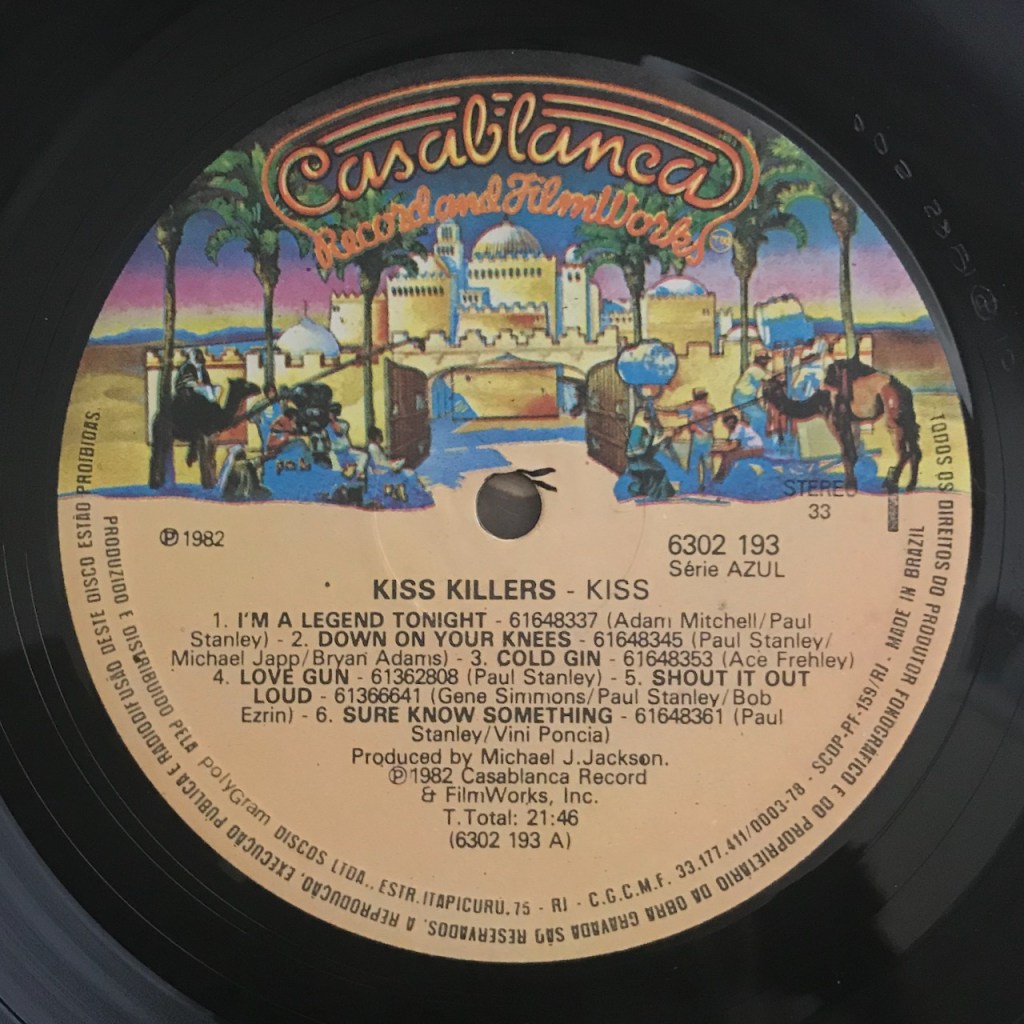 Casablanca
Record and FilmWorks
TM
STEREO
33
℗ 1982
6302 193
Série AZUL
KISS KILLERS - KISS
1. I'M A LEGEND TONIGHT - 61648337 (Adam Mitchell/Paul
Stanley) - 2. DOWN ON YOUR KNEES - 61648345 (Paul Stanley/
Michael Japp/Bryan Adams) - 3. COLD GIN - 61648353 (Ace Frehley)
4. LOVE GUN - 61362808 (Paul Stanley) - 5. SHOUT IT OUT
LOUD - 61366641 (Gene Simmons/Paul Stanley/Bob
Ezrin) - 6. SURE KNOW SOMETHING - 61648361 (Paul
Stanley/Vini Poncia)
Produced by Michael J. Jackson.
℗1982 Casablanca Record
& FilmWorks, Inc.
T.Total: 21:46
(6302 193 A)
PRODUZIDO E DISTRIBUIDO PELA polyGram DISCOS LTDA., ESTR. ITAPICURU, 75 - RJ - C.G.C.M.F. 33.177.411/0003-78 - SCDP-PF-159/RJ - MADE IN BRAZIL
TODOS OS DIREITOS DO PRODUTOR FONOGRÁFICO E DO PROPRIETÁRIO DA OBRA GRAVADA SÃO RESERVADOS. A REPRODUÇÃO, EXECUÇÃO PÚBLICA E RADIODIFUSÃO DESTE DISCO ESTÃO PROIBIDAS.